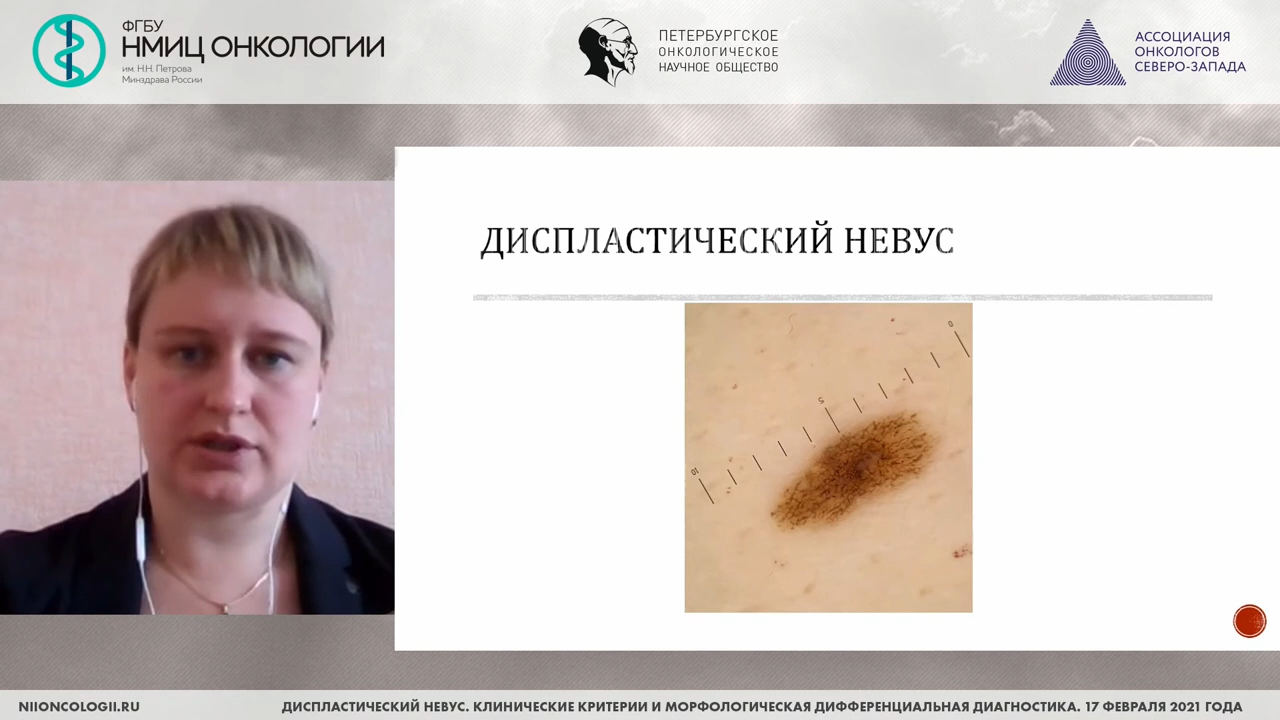 ФГБУ
НМИЦ ОНКОЛОГИИ
им. Н.Н. Петрова
Минздрава России
ПЕТЕРБУРГСКОЕ
ОНКОЛОГИЧЕСКОЕ
НАУЧНОЕ ОБЩЕСТВО
АССОЦИАЦИЯ
ОНКОЛОГОВ
СЕВЕРО-ЗАПАДА
ДИСПЛАСТИЧЕСКИЙ НЕВУС
0
5
10
NIIONCOLOGII.RU
ДИСПЛАСТИЧЕСКИЙ НЕВУС. КЛИНИЧЕСКИЕ КРИТЕРИИ И МОРФОЛОГИЧЕСКАЯ ДИФФЕРЕНЦИАЛЬНАЯ ДИАГНОСТИКА. 17 ФЕВРАЛЯ 2021 ГОДА